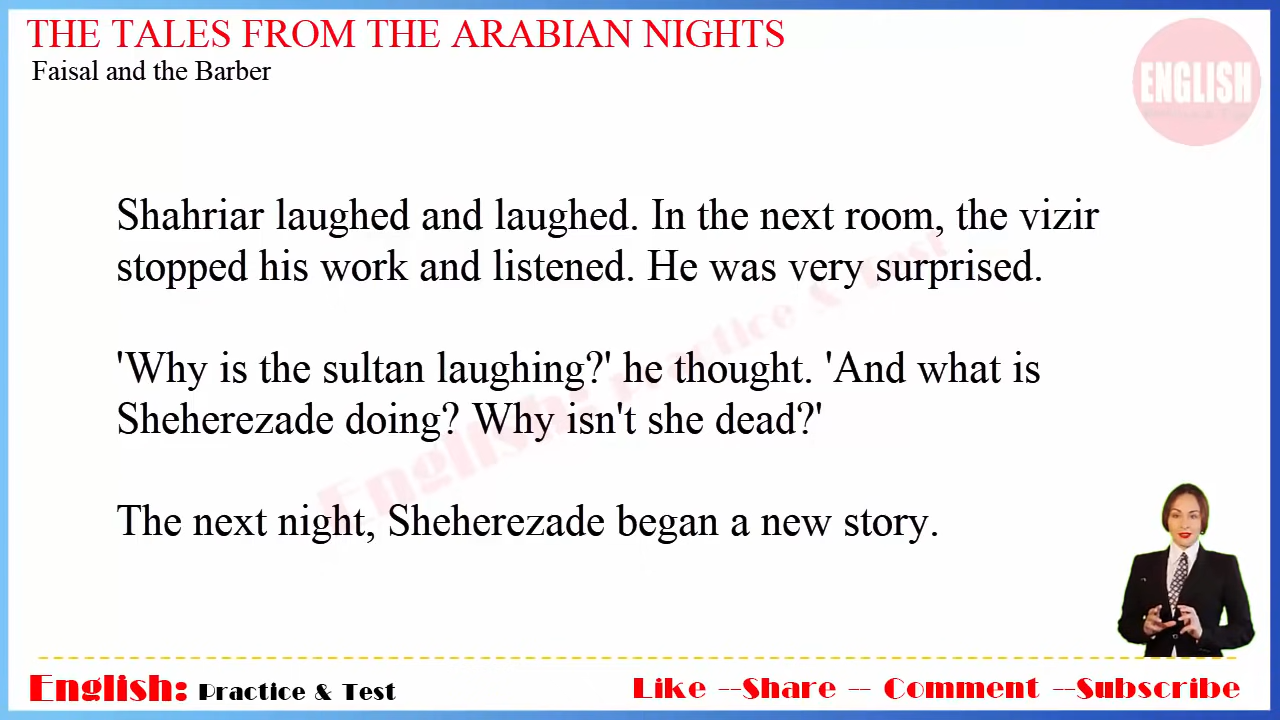 THE TALES FROM THE ARABIAN NIGHTS
Faisal and the Barber
ENGLISH
Shahriar laughed and laughed. In the next room, the vizir
stopped his work and listened. He was very surprised.
'Why is the sultan laughing?' he thought. 'And what is
Sheherezade doing? Why isn't she dead?'
The next night, Sheherezade began a new story.
English: Practice & Test
English: Practice & Test
Like --Share -- Comment --Subscribe